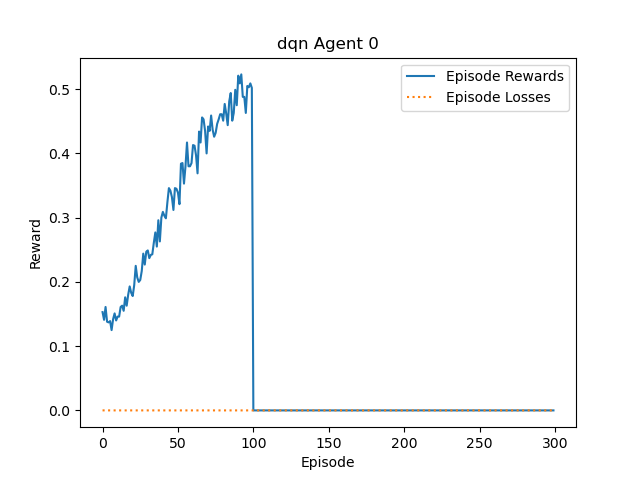 dqn Agent 0
Episode Rewards
Episode Losses
0.5
0.4
0.3
0.2
0.1
0.0
Reward
0 50 100 150 200 250 300
Episode